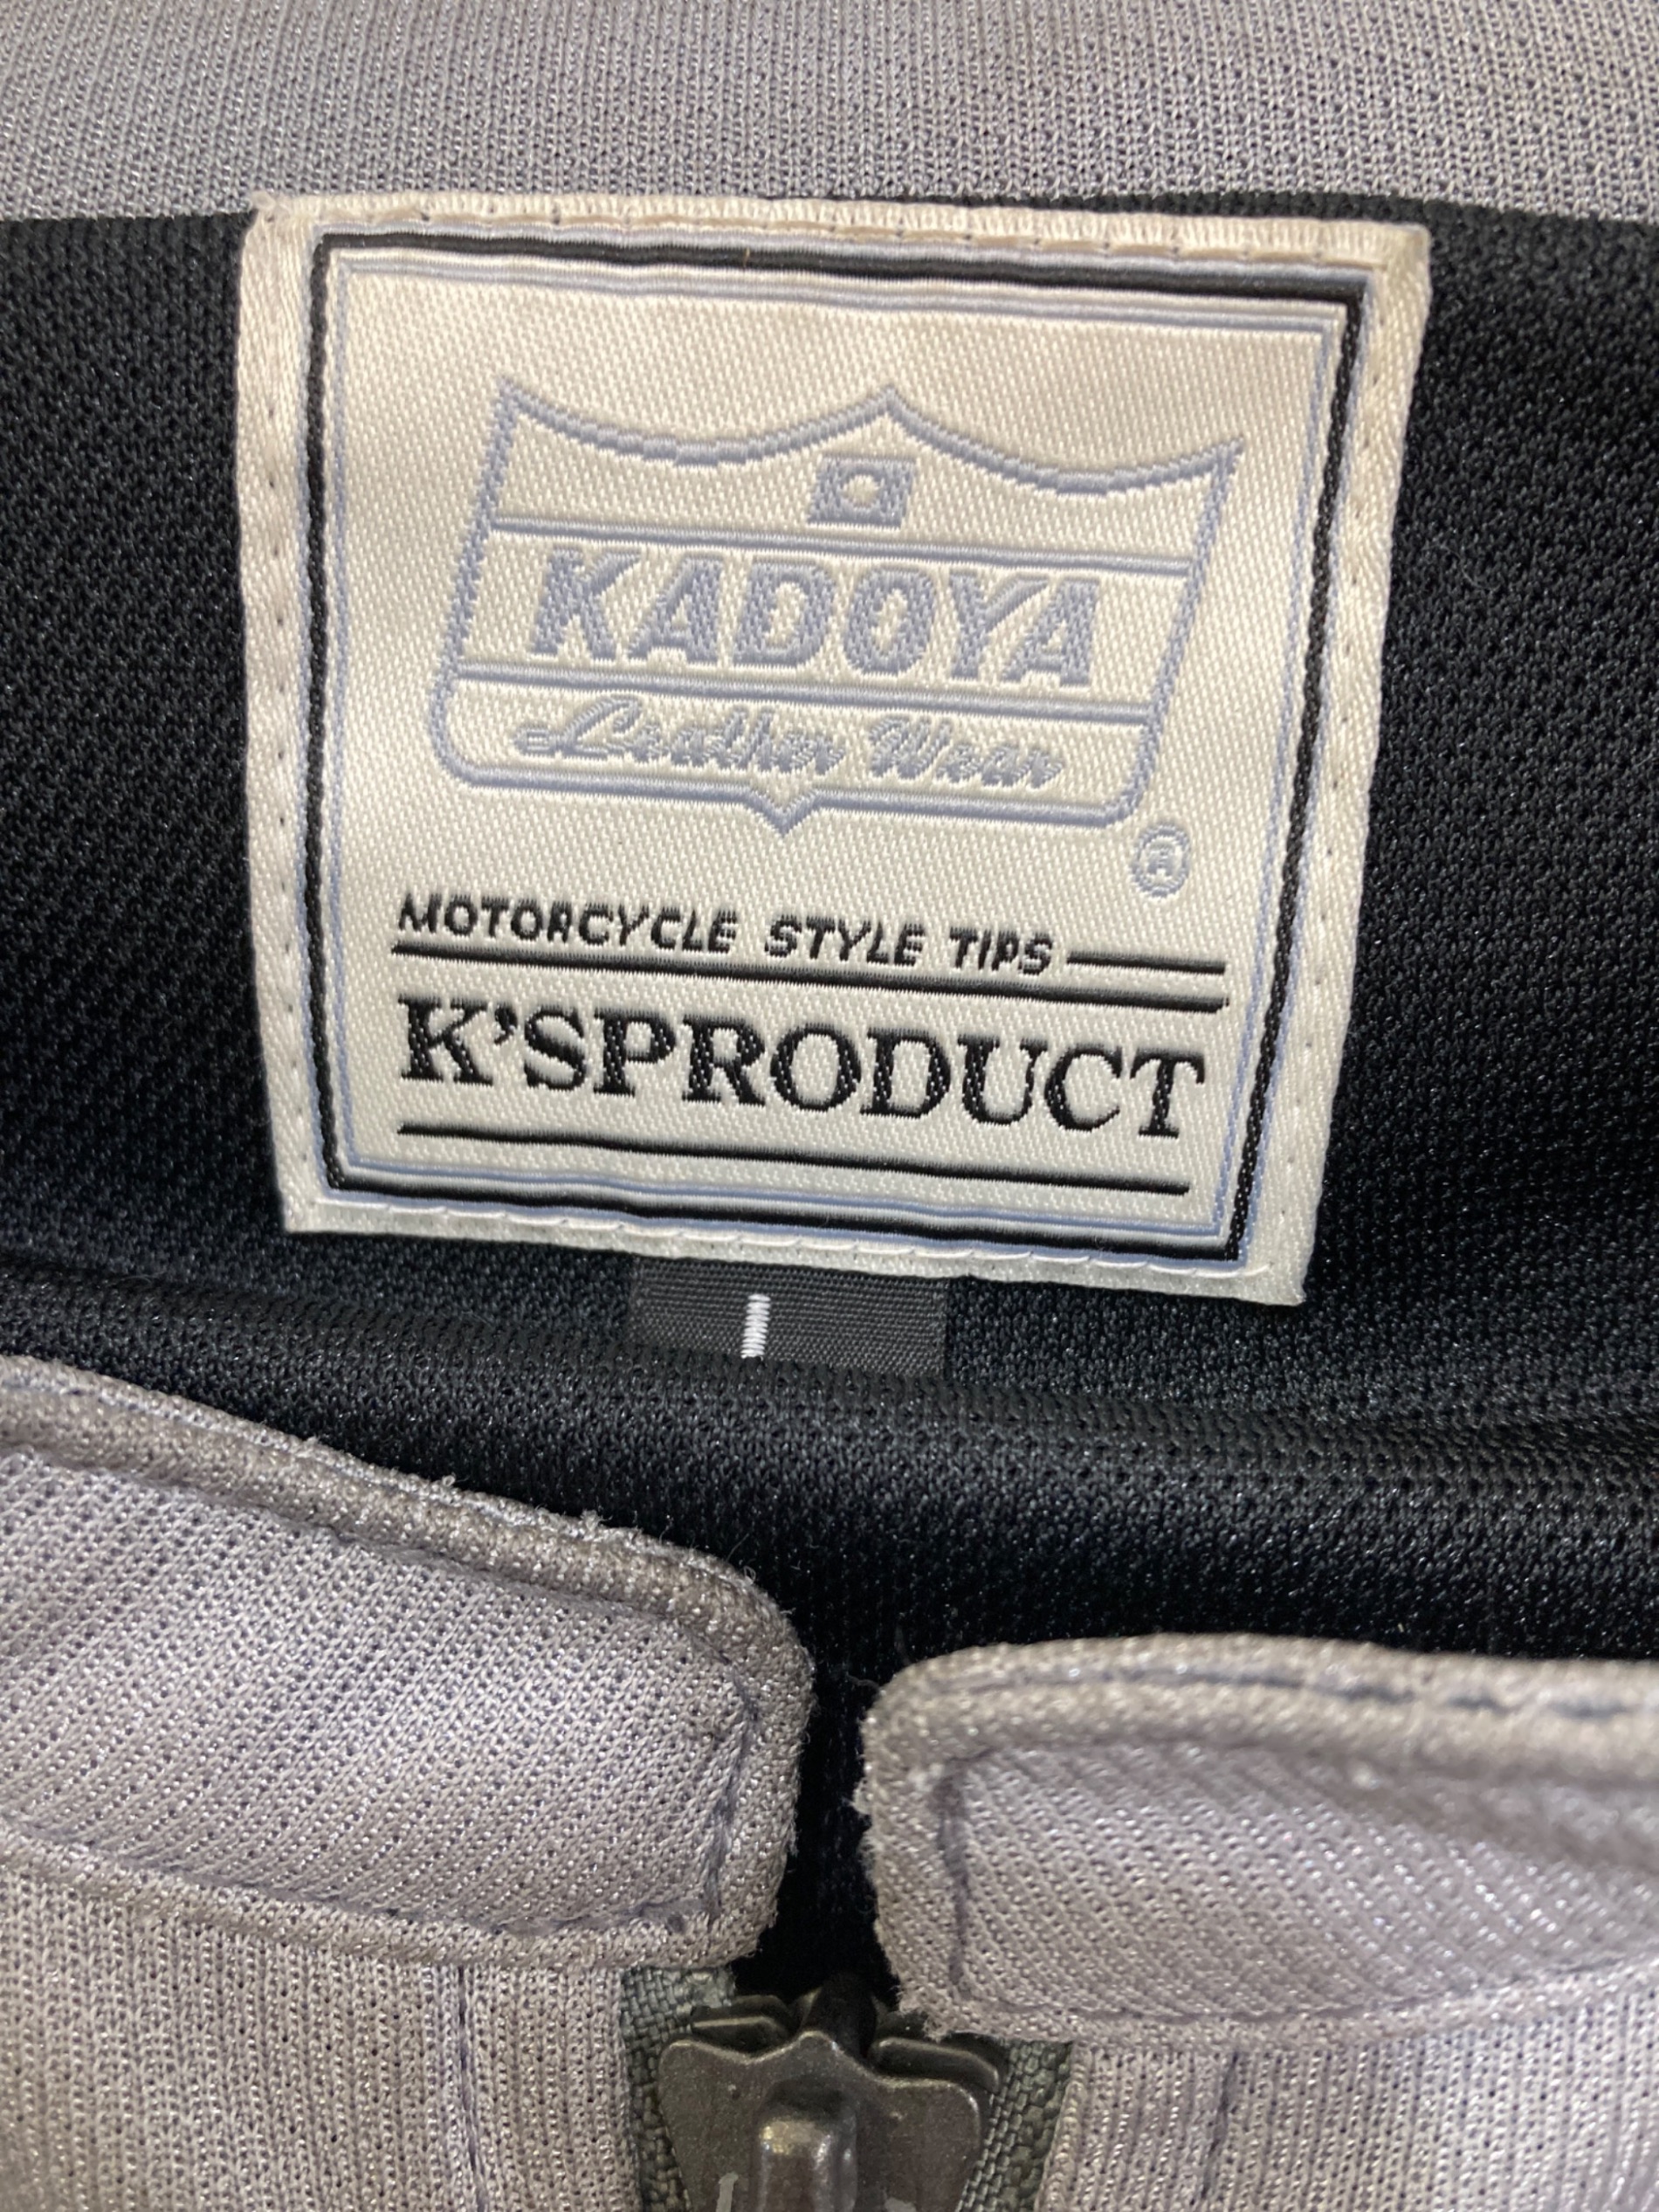 KADOYA
Leather Wear
®
MOTORCYCLE STYLE TIPS
K'SPRODUCT